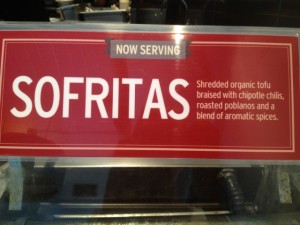 NOW SERVING
SOFRITAS
Shredded organic tofu
braised with chipotle chilis,
roasted poblanos and a
blend of aromatic spices.